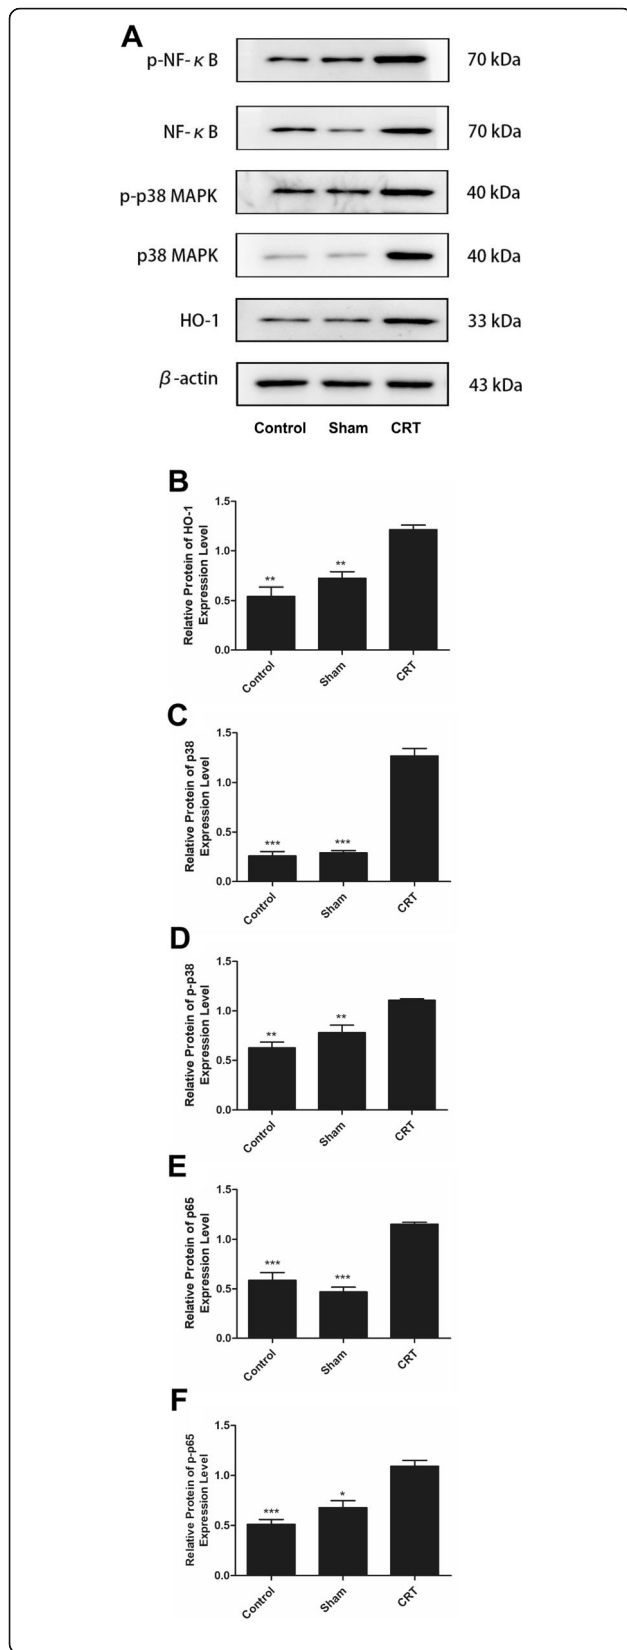 A
p-NF-κB 70 kDa
NF-κB 70 kDa
p-p38 MAPK 40 kDa
p38 MAPK 40 kDa
HO-1 33 kDa
β-actin 43 kDa
Control Sham CRT
B
Relative Protein of HO-1
Expression Level
1.5
1.0
0.5
0.0
** **
Control Sham CRT
C
Relative Protein of p38
Expression Level
1.5
1.0
0.5
0.0
*** ***
Control Sham CRT
D
Relative Protein of p-p38
Expression Level
1.5
1.0
0.5
0.0
** **
Control Sham CRT
E
Relative Protein of p65
Expression Level
1.5
1.0
0.5
0.0
*** ***
Control Sham CRT
F
Relative Protein of p-p65
Expression Level
1.5
1.0
0.5
0.0
*** *
Control Sham CRT